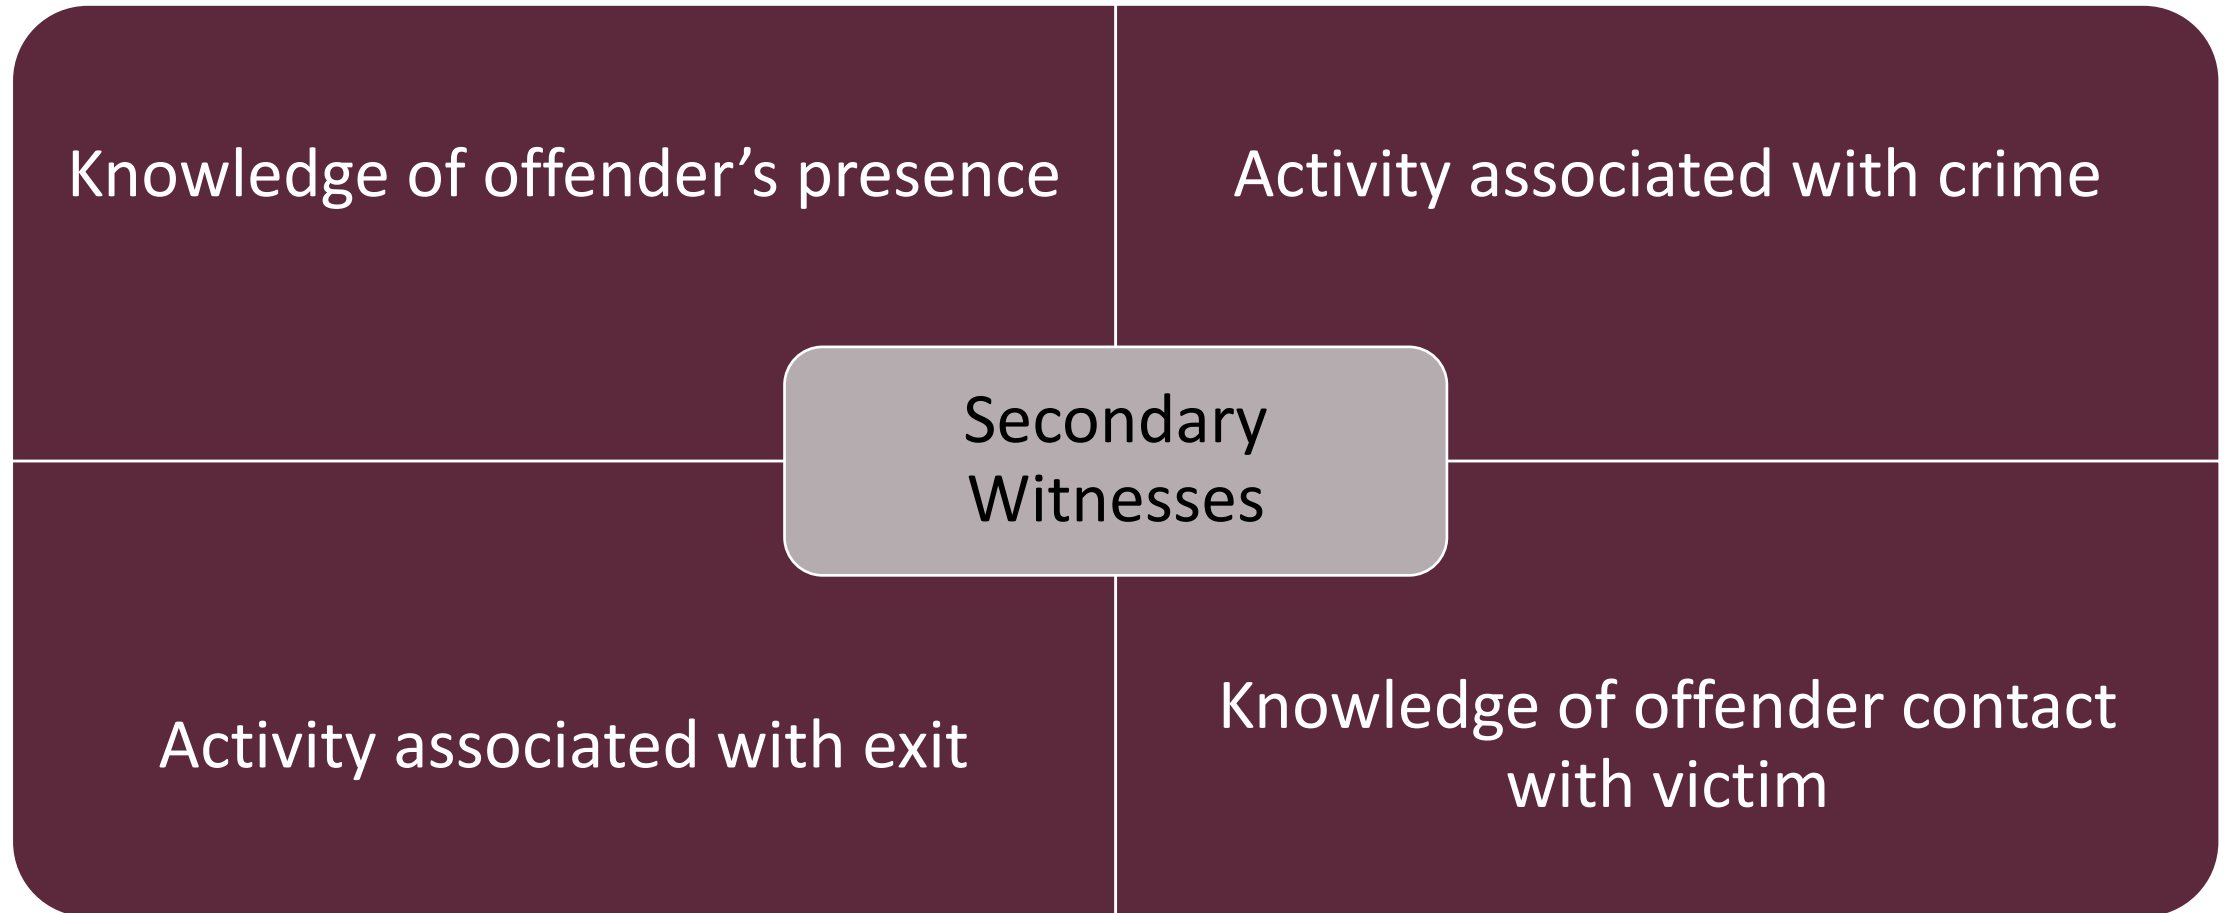 Knowledge of offender’s presence
Activity associated with crime
Secondary
Witnesses
Activity associated with exit
Knowledge of offender contact
with victim